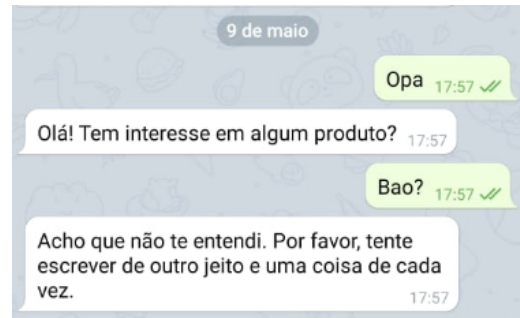 9 de maio
Opa 17:57
Olá! Tem interesse em algum produto? 17:57
Bao? 17:57
Acho que não te entendi. Por favor, tente
escrever de outro jeito e uma coisa de cada
vez. 17:57